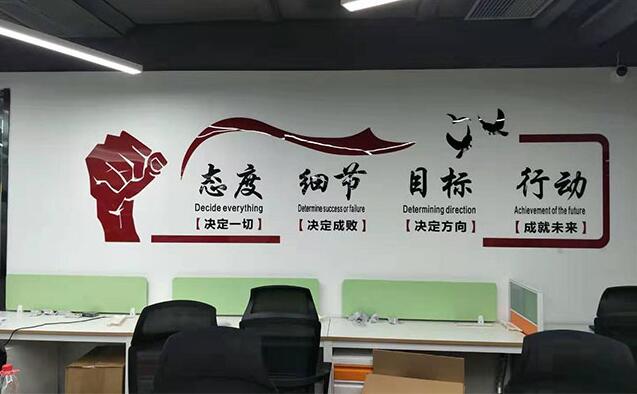 态度 细节 目标 行动
Decide everything Determine success or failure Determining direction Achievement of the future
【决定一切】 【决定成败】 【决定方向】 【成就未来】